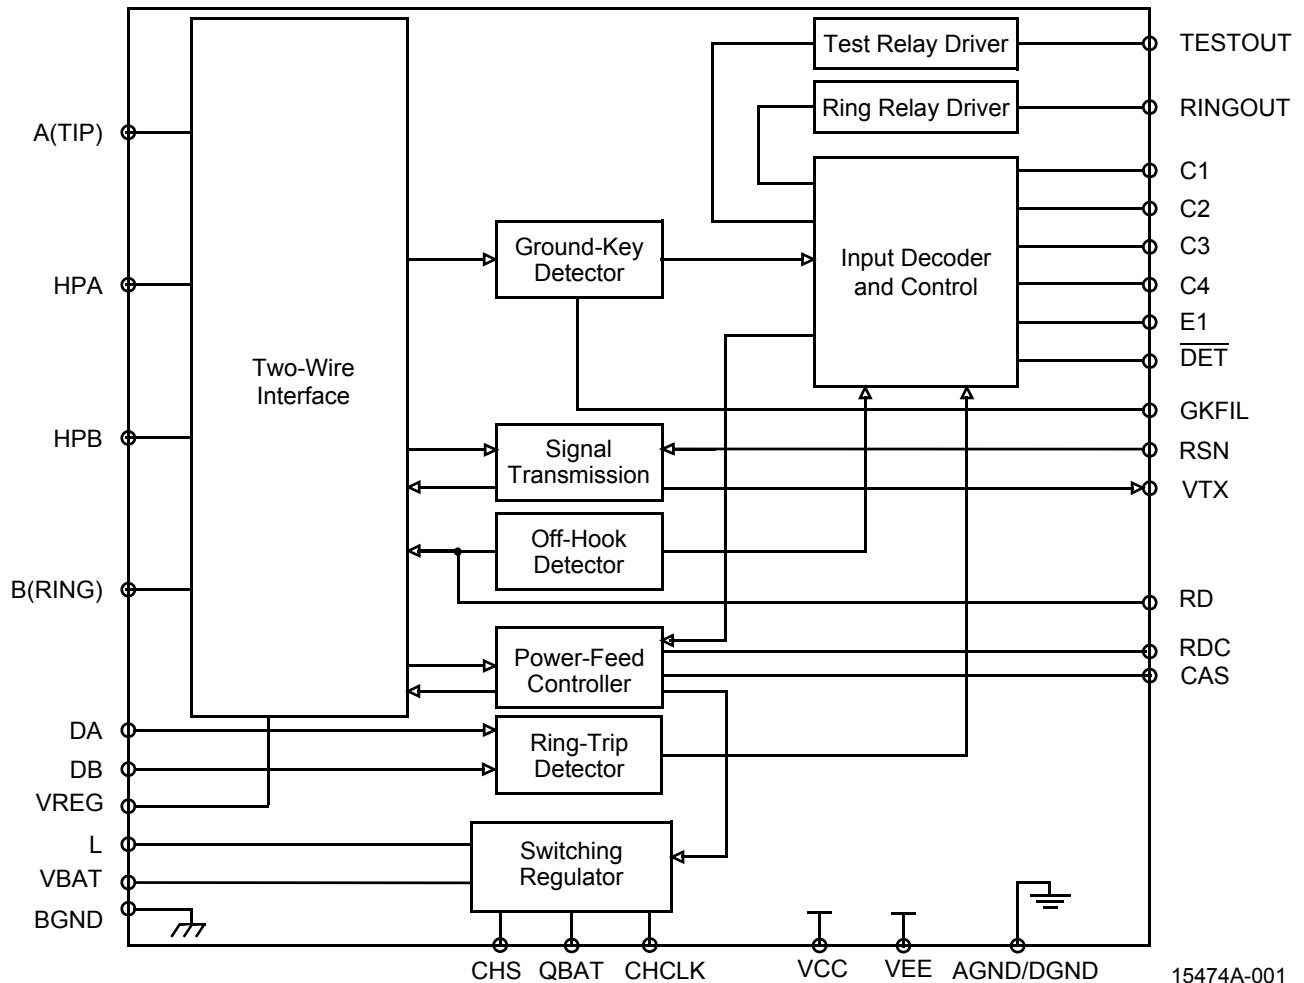 Test Relay Driver
TESTOUT
Ring Relay Driver
RINGOUT
A(TIP)
HPA
HPB
B(RING)
Two-Wire
Interface
Ground-Key
Detector
Input Decoder
and Control
C1
C2
C3
C4
E1
DET
GKFIL
Signal
Transmission
RSN
VTX
Off-Hook
Detector
RD
Power-Feed
Controller
RDC
CAS
DA
DB
VREG
Ring-Trip
Detector
L
VBAT
BGND
Switching
Regulator
CHS
QBAT
CHCLK
VCC
VEE
AGND/DGND
15474A-001